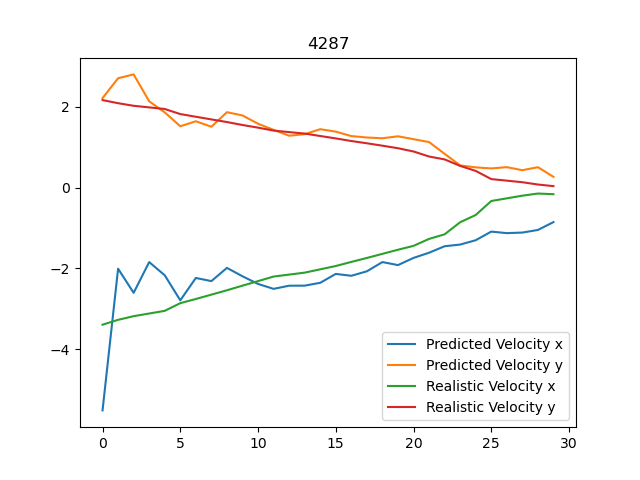 4287
2
0
−2
−4
0 5 10 15 20 25 30
Predicted Velocity x
Predicted Velocity y
Realistic Velocity x
Realistic Velocity y